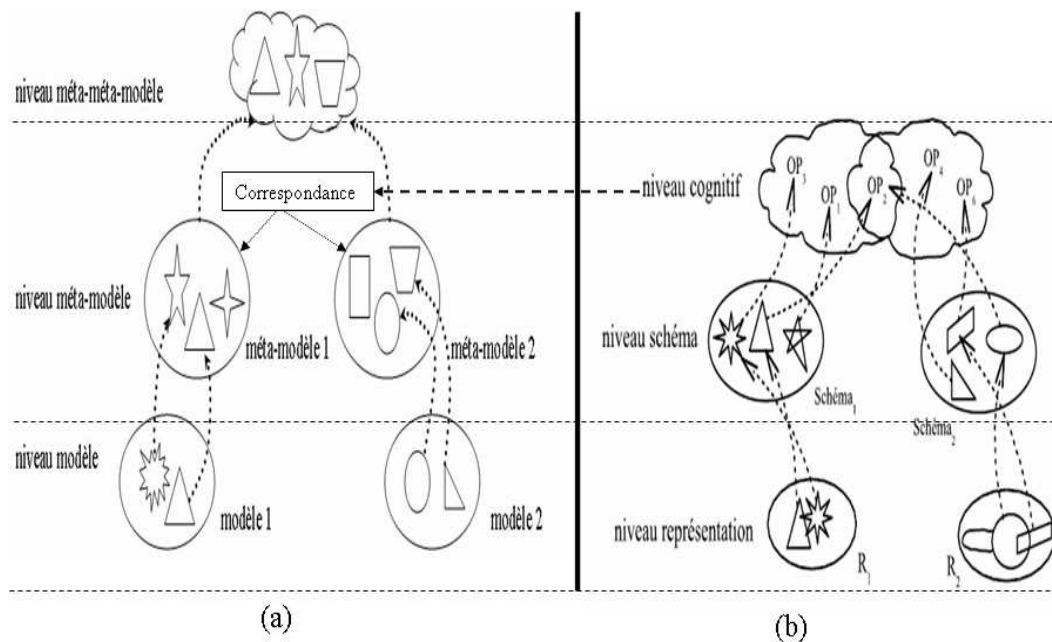 niveau méta-méta-modèle
Correspondance
niveau méta-modèle
méta-modèle 1
méta-modèle 2
niveau modèle
modèle 1
modèle 2
(a)
niveau cognitif
OP3
OP1
OP2
OP4
OP6
niveau schéma
Schéma1
Schéma2
niveau représentation
R1
R2
(b)